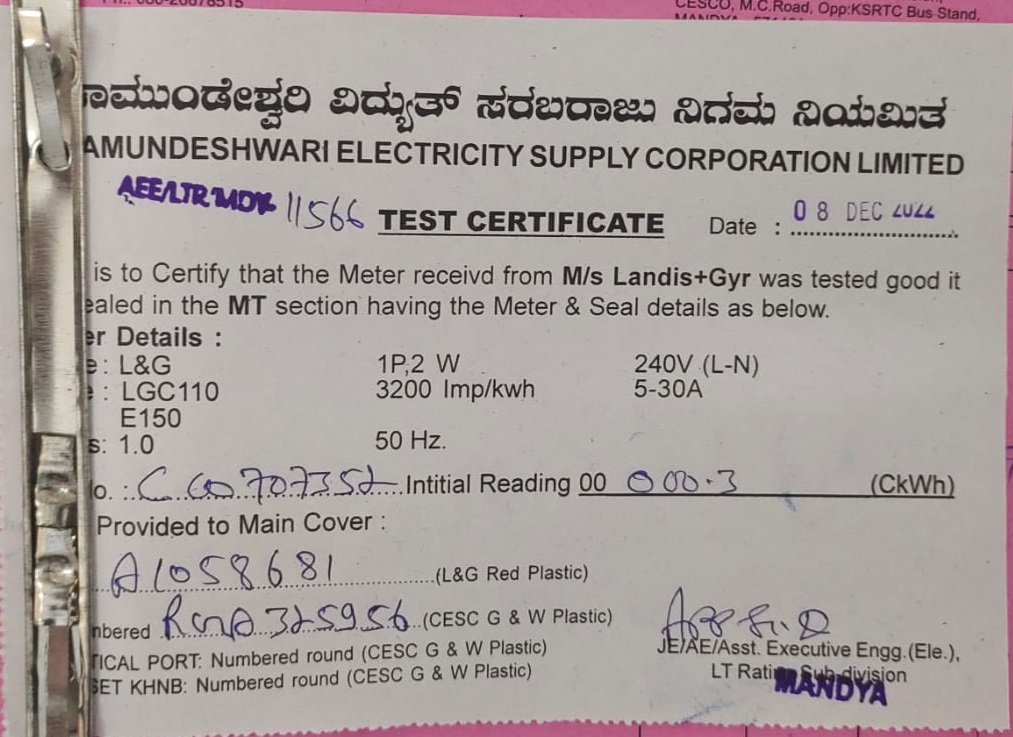 CESCO, M.C.Road, Opp:KSRTC Bus Stand,
ಾಮುಂಡೇಶ್ವರಿ ವಿದ್ಯುತ್ ಸರಬರಾಜು ನಿಗಮ ನಿಯಮಿತ
AMUNDESHWARI ELECTRICITY SUPPLY CORPORATION LIMITED
AEE/LTR/MDY 11566 TEST CERTIFICATE Date : 08 DEC 2022
is to Certify that the Meter receivd from M/s Landis+Gyr was tested good it
ealed in the MT section having the Meter & Seal details as below.
er Details :
e: L&G 1P,2 W 240V (L-N)
: LGC110 3200 Imp/kwh 5-30A
E150
s: 1.0 50 Hz.
o. : Intitial Reading 00 000.3 (CkWh)
Provided to Main Cover :
A1058681 (L&G Red Plastic)
nbered 325956 (CESC G & W Plastic)
TICAL PORT: Numbered round (CESC G & W Plastic)
SET KHNB: Numbered round (CESC G & W Plastic)
JE/AE/Asst. Executive Engg.(Ele.),
LT Rating Sub-division
MANDYA